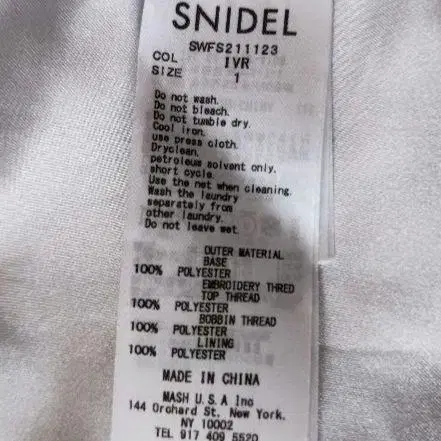 SNIDEL
SWFS211123
COL IVR
SIZE 1
Do not wash.
Do not bleach.
Do not tumble dry.
Cool iron.
use press cloth.
Dryclean.
petroleum solvent only.
short cycle.
Use the net when cleaning.
Wash the laundry
separately from
other laundry.
Do not leave wet.
OUTER MATERIAL
BASE
100% POLYESTER
EMBROIDERY THRED
TOP THREAD
100% POLYESTER
BOBBIN THREAD
100% POLYESTER
LINING
100% POLYESTER
MADE IN CHINA
MASH U.S.A Inc
144 Orchard St. New York.
NY 10002
TEL 917 409 5520